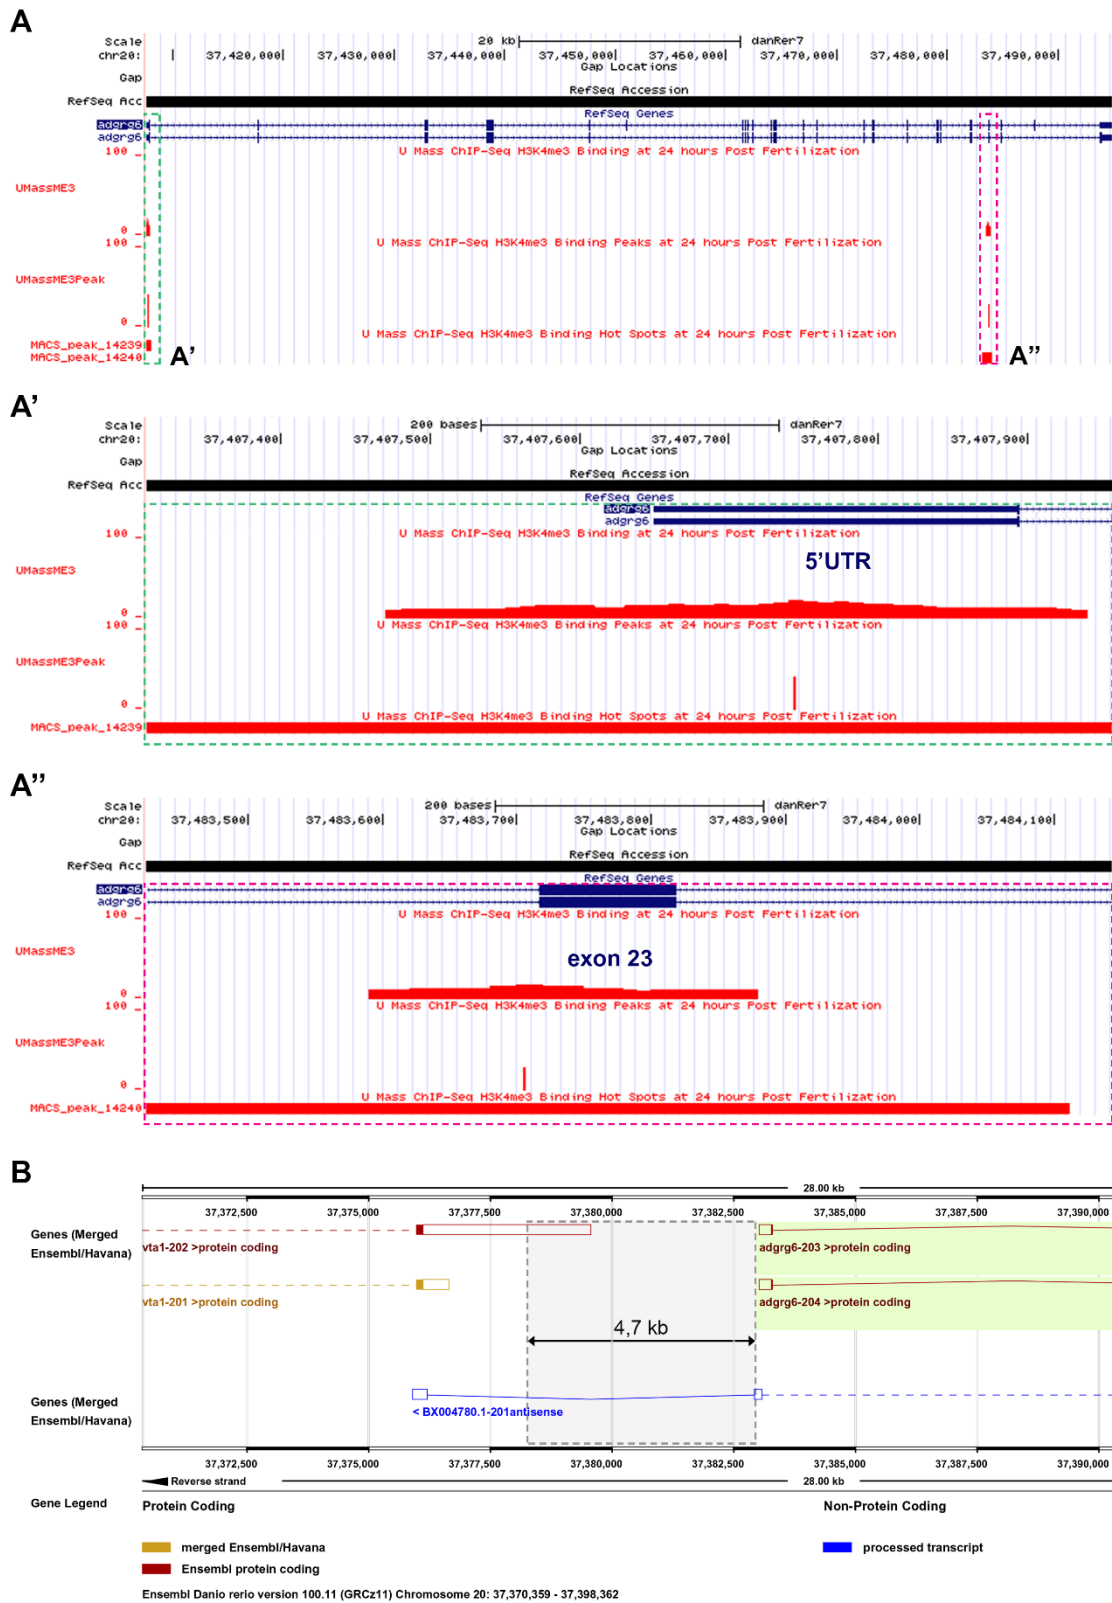 A
Scale 20 kb danRer7
chr20: 37,420,000 37,430,000 37,440,000 37,450,000 37,460,000 37,470,000 37,480,000 37,490,000
Gap Locations
Gap
RefSeq Accession
RefSeq Acc
RefSeq Genes
adgrg6
adgrg6
100 U Mass ChIP-Seq H3K4me3 Binding at 24 hours Post Fertilization
UMassME3
0
100 U Mass ChIP-Seq H3K4me3 Binding Peaks at 24 hours Post Fertilization
UMassME3Peak
0
U Mass ChIP-Seq H3K4me3 Binding Hot Spots at 24 hours Post Fertilization
MACS_peak_14239
MACS_peak_14240
A’ A’’
A’
Scale 200 bases danRer7
chr20: 37,407,400 37,407,500 37,407,600 37,407,700 37,407,800 37,407,900
Gap Locations
Gap
RefSeq Accession
RefSeq Acc
RefSeq Genes
adgrg6
adgrg6
100 U Mass ChIP-Seq H3K4me3 Binding at 24 hours Post Fertilization
5’UTR
UMassME3
0
100 U Mass ChIP-Seq H3K4me3 Binding Peaks at 24 hours Post Fertilization
UMassME3Peak
0
U Mass ChIP-Seq H3K4me3 Binding Hot Spots at 24 hours Post Fertilization
MACS_peak_14239
A’’
Scale 200 bases danRer7
chr20: 37,483,500 37,483,600 37,483,700 37,483,800 37,483,900 37,484,000 37,484,100
Gap Locations
Gap
RefSeq Accession
RefSeq Acc
RefSeq Genes
adgrg6
adgrg6
100 U Mass ChIP-Seq H3K4me3 Binding at 24 hours Post Fertilization
UMassME3
exon 23
0
100 U Mass ChIP-Seq H3K4me3 Binding Peaks at 24 hours Post Fertilization
UMassME3Peak
0
U Mass ChIP-Seq H3K4me3 Binding Hot Spots at 24 hours Post Fertilization
MACS_peak_14240
B
28.00 kb
37,372,500 37,375,000 37,377,500 37,380,000 37,382,500 37,385,000 37,387,500 37,390,000
Genes (Merged
Ensembl/Havana)
vta1-202 >protein coding adgrg6-203 >protein coding
vta1-201 >protein coding adgrg6-204 >protein coding
4,7 kb
Genes (Merged
Ensembl/Havana)
< BX004780.1-201antisense
37,372,500 37,375,000 37,377,500 37,380,000 37,382,500 37,385,000 37,387,500 37,390,000
Reverse strand 28.00 kb
Gene Legend Protein Coding Non-Protein Coding
merged Ensembl/Havana processed transcript
Ensembl protein coding
Ensembl Danio rerio version 100.11 (GRCz11) Chromosome 20: 37,370,359 - 37,398,362